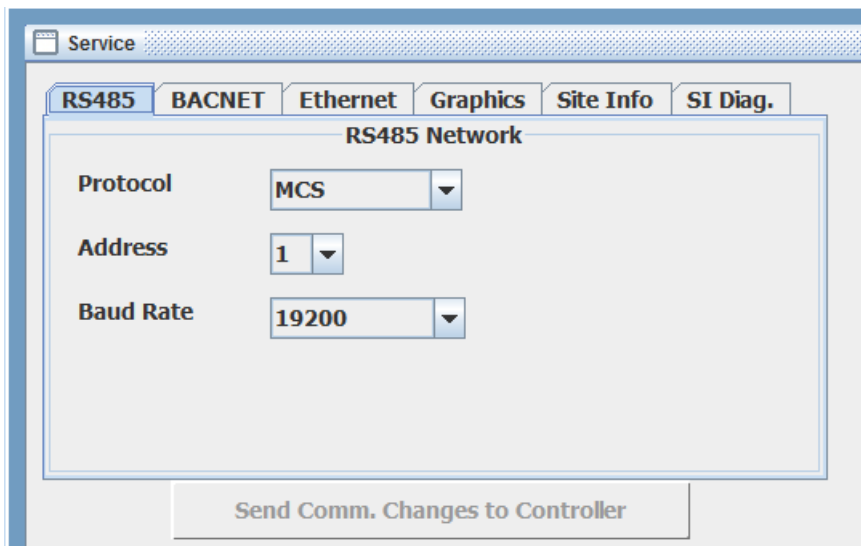 Service
RS485 BACNET Ethernet Graphics Site Info SI Diag.
RS485 Network
Protocol MCS
Address 1
Baud Rate 19200
Send Comm. Changes to Controller